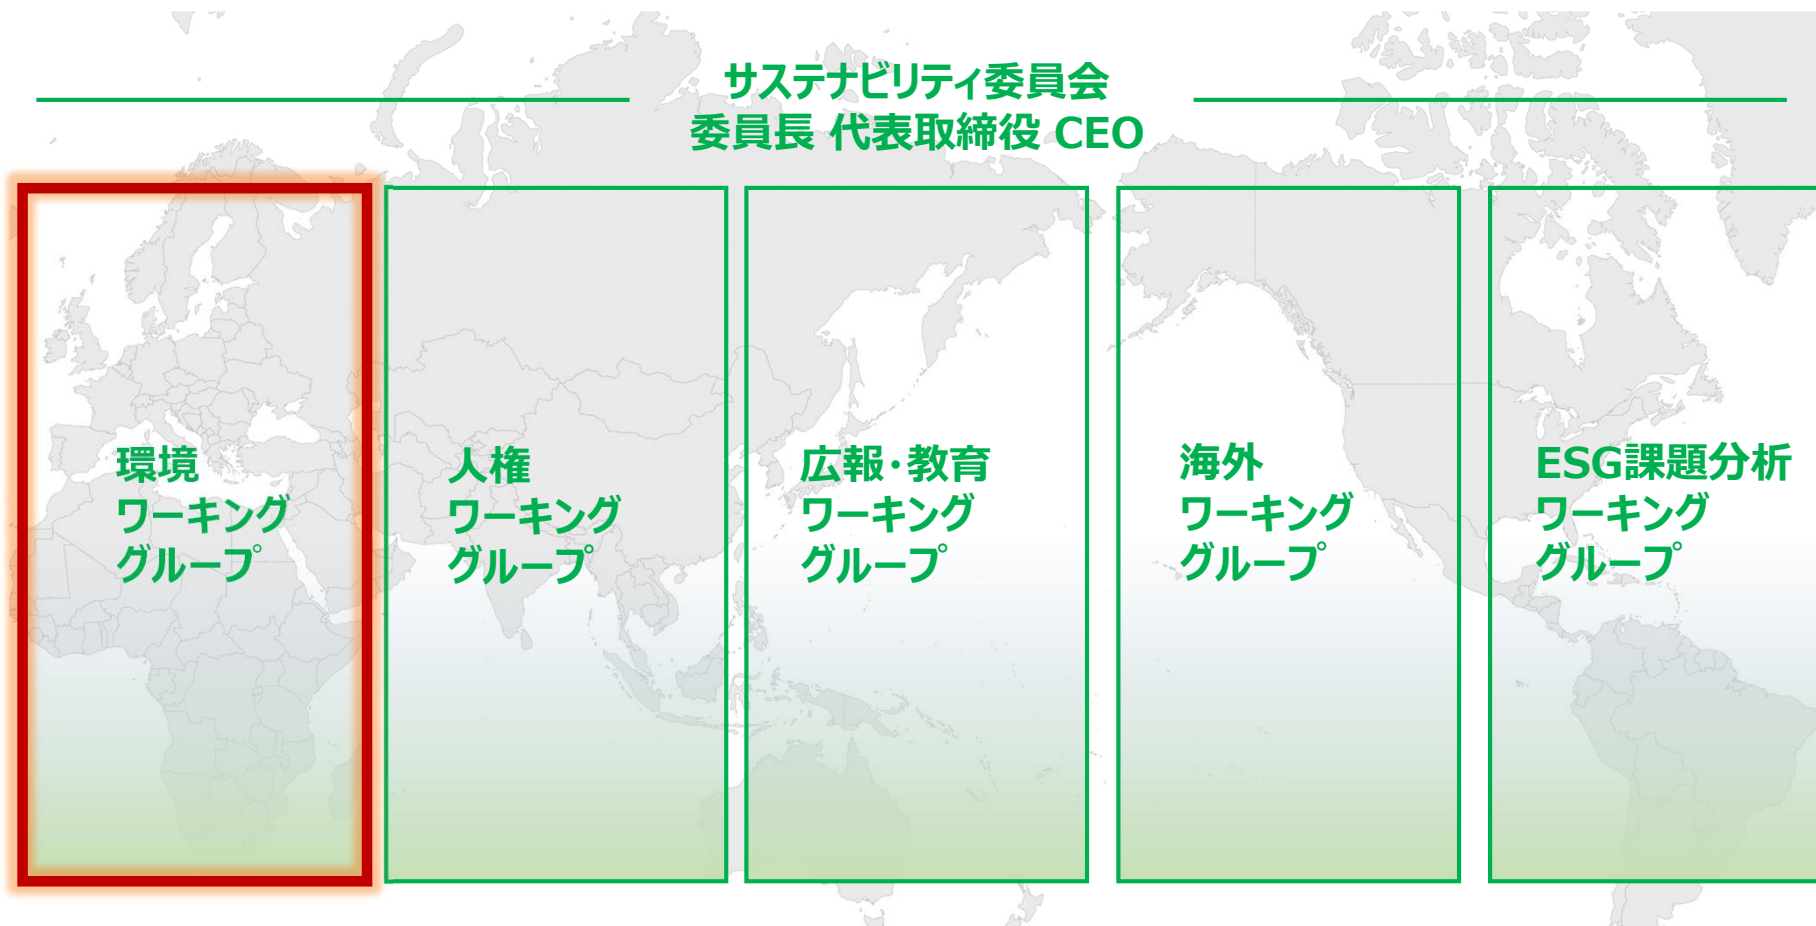 サステナビリティ委員会
委員長 代表取締役 CEO
環境
ワーキング
グループ
人権
ワーキング
グループ
広報・教育
ワーキング
グループ
海外
ワーキング
グループ
ESG課題分析
ワーキング
グループ